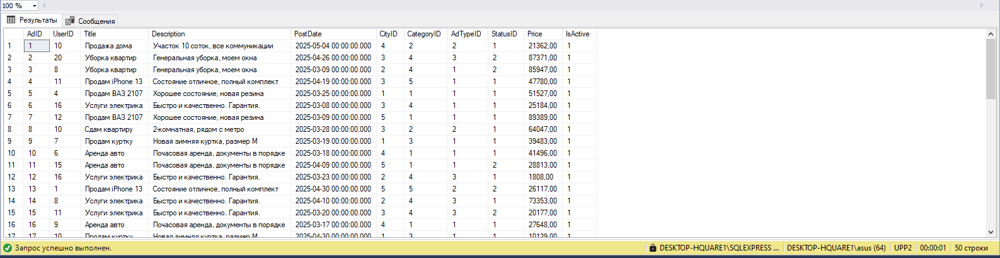 100 %
Результаты Сообщения
AdID UserID Title Description PostDate CityID CategoryID AdTypeID StatusID Price IsActive
1 1 10 Продажа дома Участок 10 соток, все коммуникации 2025-05-04 00:00:00.000 4 2 2 1 21362,00 1
2 2 20 Уборка квартир Генеральная уборка, моем окна 2025-04-26 00:00:00.000 3 4 3 2 87371,00 1
3 3 8 Уборка квартир Генеральная уборка, моем окна 2025-03-09 00:00:00.000 2 4 1 2 85947,00 1
4 4 11 Продам iPhone 13 Состояние отличное, полный комплект 2025-04-19 00:00:00.000 3 5 1 1 47780,00 1
5 5 4 Продам ВАЗ 2107 Хорошее состояние, новая резина 2025-03-25 00:00:00.000 1 1 1 1 51527,00 1
6 6 16 Услуги электрика Быстро и качественно. Гарантия. 2025-03-08 00:00:00.000 3 4 1 1 25184,00 1
7 7 12 Продам ВАЗ 2107 Хорошее состояние, новая резина 2025-03-09 00:00:00.000 5 1 1 1 89389,00 1
8 8 10 Сдам квартиру 2-комнатная, рядом с метро 2025-03-28 00:00:00.000 3 2 2 1 64047,00 1
9 9 7 Продам куртку Новая зимняя куртка, размер M 2025-03-19 00:00:00.000 1 3 1 1 39483,00 1
10 10 6 Аренда авто Почасовая аренда, документы в порядке 2025-03-18 00:00:00.000 4 1 1 1 41496,00 1
11 11 15 Аренда авто Почасовая аренда, документы в порядке 2025-04-09 00:00:00.000 5 1 1 2 28813,00 1
12 12 16 Услуги электрика Быстро и качественно. Гарантия. 2025-03-23 00:00:00.000 2 4 3 1 1808,00 1
13 13 1 Продам iPhone 13 Состояние отличное, полный комплект 2025-04-30 00:00:00.000 5 5 2 2 26117,00 1
14 14 8 Услуги электрика Быстро и качественно. Гарантия. 2025-04-10 00:00:00.000 2 4 3 1 73353,00 1
15 15 11 Услуги электрика Быстро и качественно. Гарантия. 2025-03-20 00:00:00.000 3 4 3 2 20177,00 1
16 16 9 Аренда авто Почасовая аренда, документы в порядке 2025-03-17 00:00:00.000 4 1 1 1 27648,00 1
17 17 10 Продам куртку Новая зимняя куртка, размер M 2025-04-30 00:00:00.000 1 3 1 1 10129,00 1
Запрос успешно выполнен. DESKTOP-HQUARE1\SQLEXPRESS ... DESKTOP-HQUARE1\asus (64) UPP2 00:00:01 50 строки